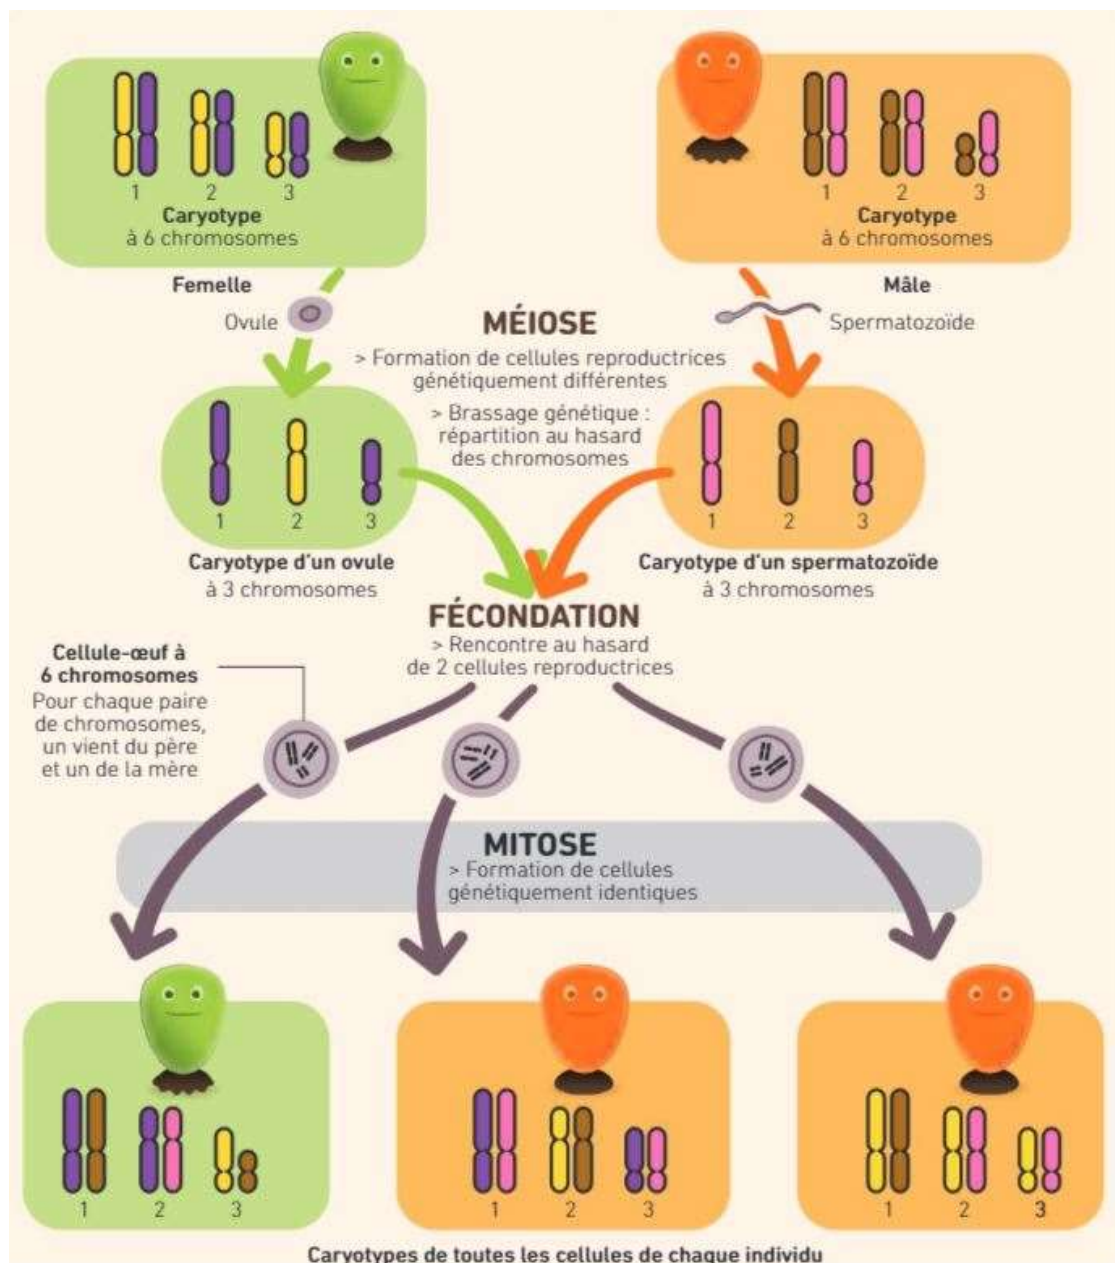 1
2
3
Caryotype
à 6 chromosomes
1
2
3
Caryotype
à 6 chromosomes
Femelle
Mâle
Ovule
Spermatozoïde
MÉIOSE
> Formation de cellules reproductrices
génétiquement différentes
> Brassage génétique :
répartition au hasard
des chromosomes
1
2
3
Caryotype d'un ovule
à 3 chromosomes
1
2
3
Caryotype d'un spermatozoïde
à 3 chromosomes
FÉCONDATION
> Rencontre au hasard
de 2 cellules reproductrices
Cellule-œuf à
6 chromosomes
Pour chaque paire
de chromosomes,
un vient du père
et un de la mère
MITOSE
> Formation de cellules
génétiquement identiques
1
2
3
1
2
3
1
2
3
Caryotypes de toutes les cellules de chaque individu